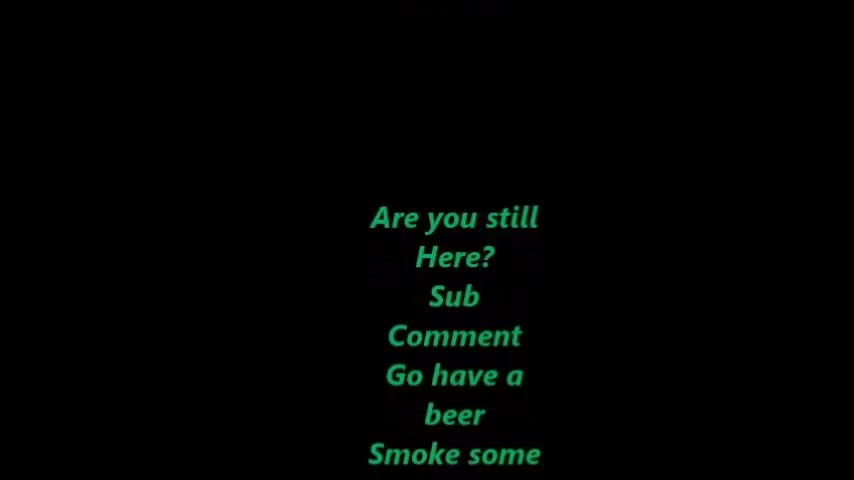 Are you still
Here?
Sub
Comment
Go have a
beer
Smoke some